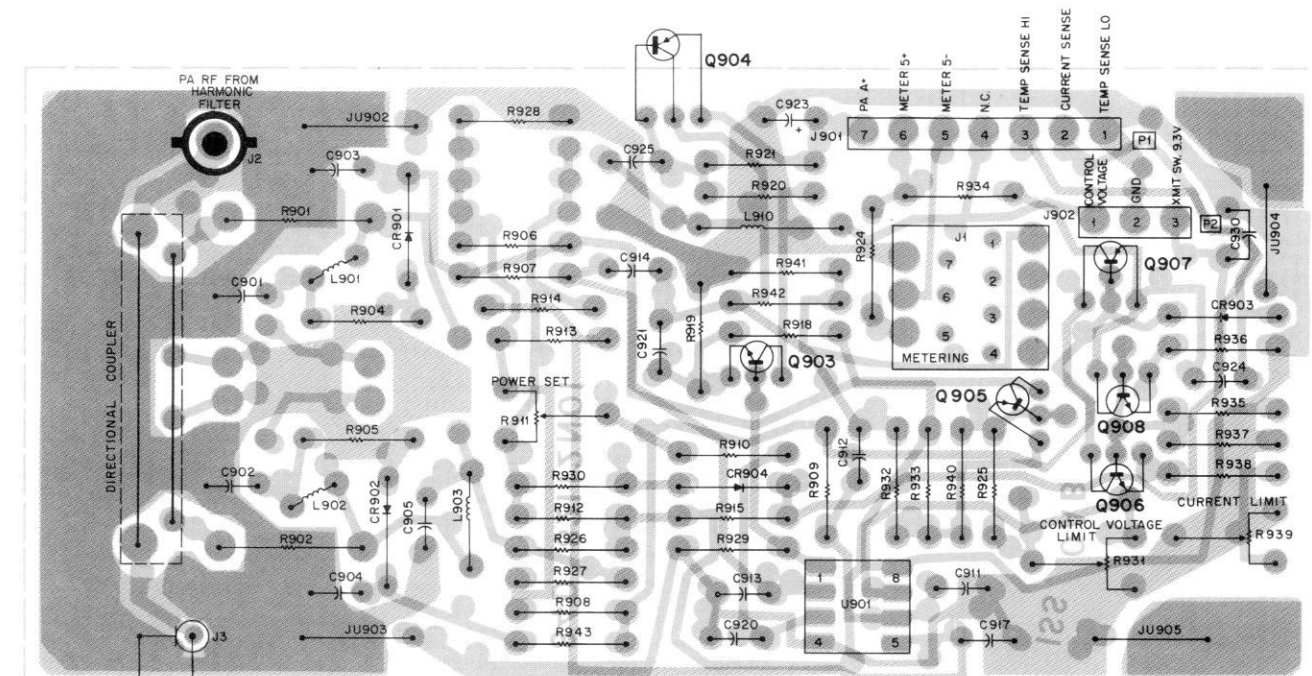 Q904
PA RF FROM
HARMONIC
FILTER
J2
JU902
R928
C923
+
J901
PA A+
METER 5+
METER 5-
N.C.
TEMP SENSE HI
CURRENT SENSE
TEMP SENSE LO
7 6 5 4 3 2 1
P1
C903
C925
R921
R920
L910
R934
CONTROL
VOLTAGE
GND
XMIT SW. 9.3V
J902
1 2 3
P2
C930
JU904
R901
CR901
R906
R907
C914
R941
R924
J1
1
7
2
6
3
5
4
METERING
Q907
L901
C901
R904
R914
R913
R942
R919
R918
C921
Q903
CR903
R936
C924
R935
R937
R938
DIRECTIONAL COUPLER
POWER SET
R911
Q905
Q908
Q906
R905
C902
L902
CR902
C905
L903
R910
R930
CR904
R909
C912
R932
R933
R940
R925
CURRENT LIMIT
R939
CONTROL VOLTAGE
LIMIT
R931
R912
R915
R902
R926
R929
C904
R927
C913
1
8
U901
4
5
C911
R908
J3
JU903
R943
C920
C917
JU905